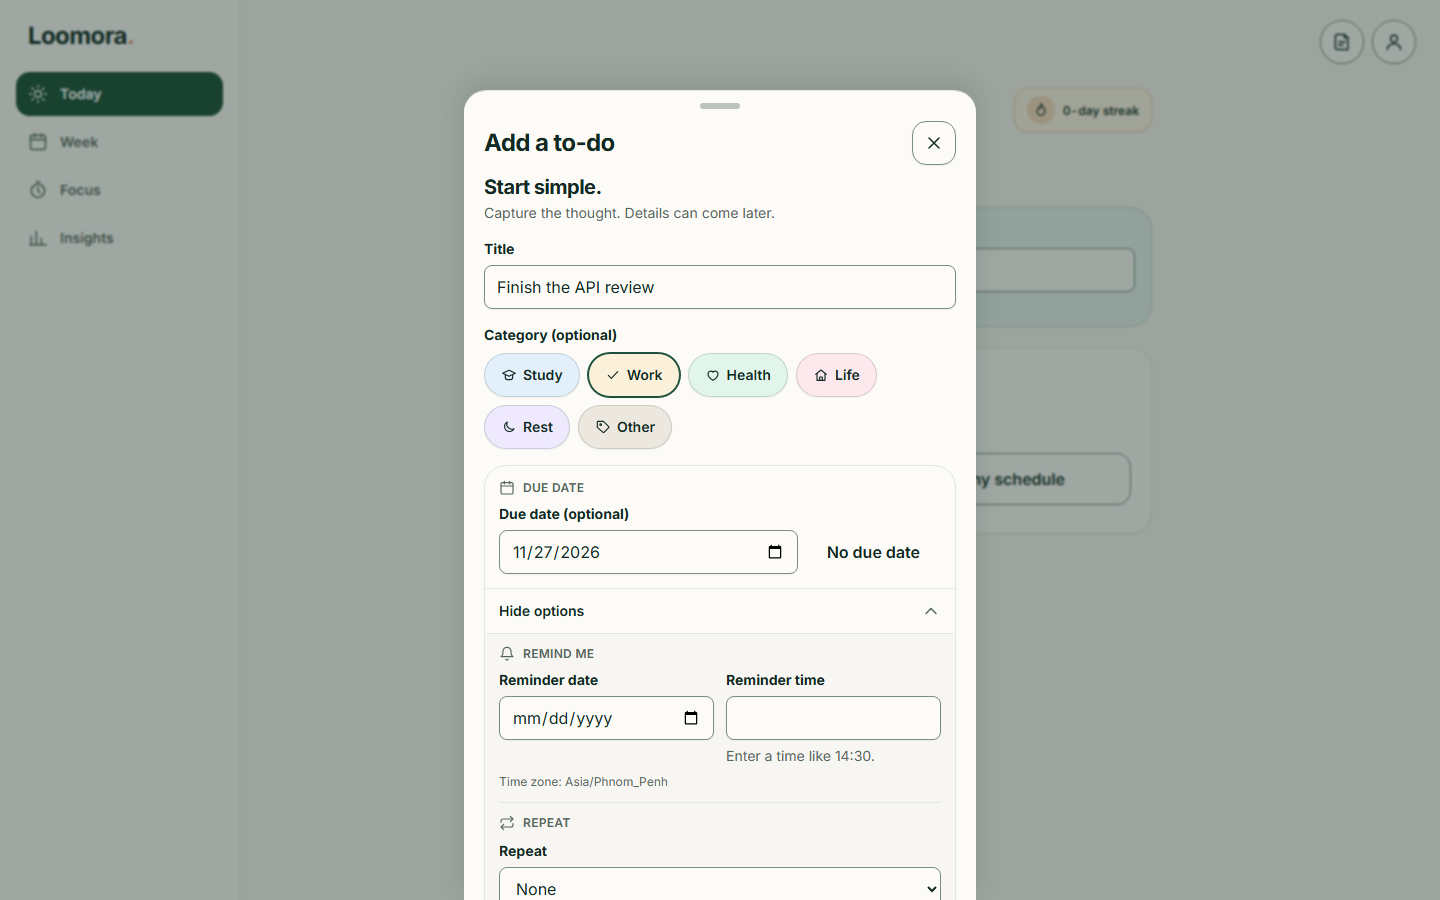 Loomora.
Today
Week
Focus
Insights
0-day streak
Add a to-do
Start simple.
Capture the thought. Details can come later.
Title
Finish the API review
Category (optional)
Study
Work
Health
Life
Rest
Other
DUE DATE
Due date (optional)
11/27/2026
No due date
Hide options
REMIND ME
Reminder date
Reminder time
mm/dd/yyyy
Enter a time like 14:30.
Time zone: Asia/Phnom_Penh
REPEAT
Repeat
None
schedule